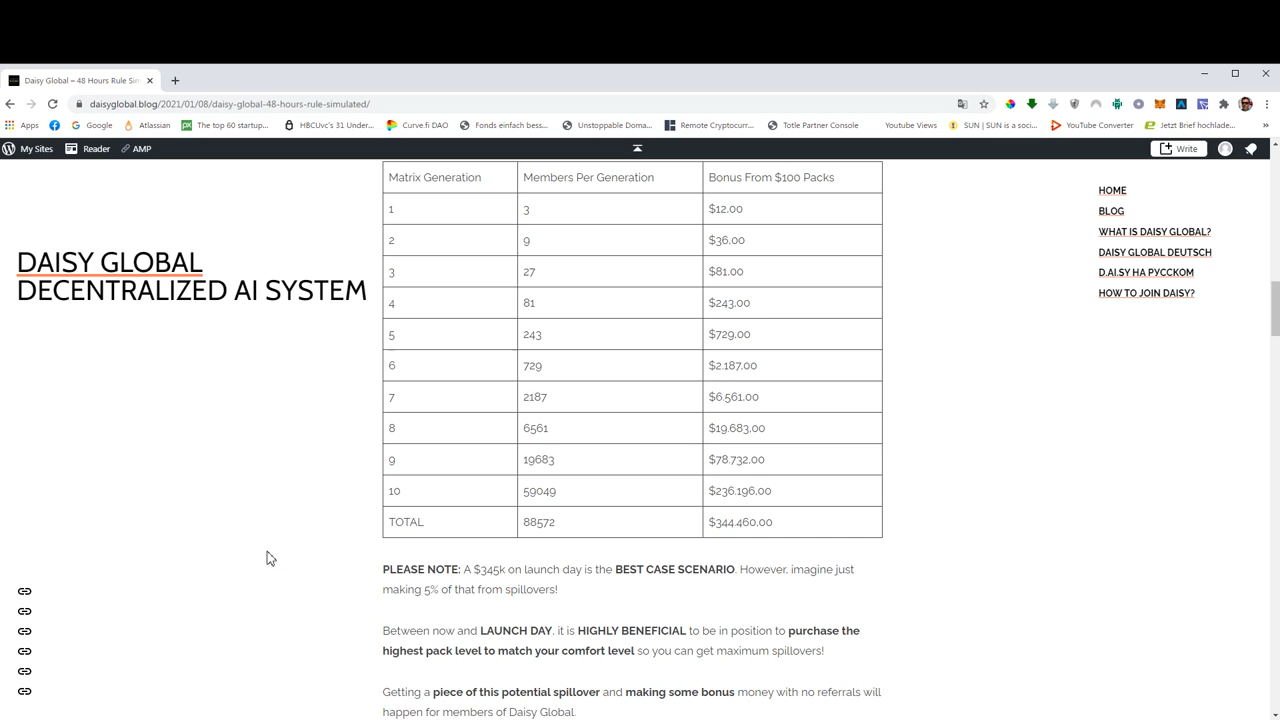 Daisy Global – 48 Hours Rule Sim
daisyglobal.blog/2021/01/08/daisy-global-48-hours-rule-simulated/
Apps Google Atlassian The top 60 startup... HBCUvc's 31 Under... Curve.fi DAO Fonds einfach bess... Unstoppable Doma... Remote Cryptocurr... Totle Partner Console Youtube Views SUN | SUN is a soci... YouTube Converter Jetzt Brief hochlade...
My Sites Reader AMP Write
DAISY GLOBAL
DECENTRALIZED AI SYSTEM
Matrix Generation Members Per Generation Bonus From $100 Packs
1 3 $12,00
2 9 $36,00
3 27 $81,00
4 81 $243,00
5 243 $729,00
6 729 $2.187,00
7 2187 $6.561,00
8 6561 $19.683,00
9 19683 $78.732,00
10 59049 $236.196,00
TOTAL 88572 $344.460,00
PLEASE NOTE: A $345k on launch day is the BEST CASE SCENARIO. However, imagine just
making 5% of that from spillovers!
Between now and LAUNCH DAY, it is HIGHLY BENEFICIAL to be in position to purchase the
highest pack level to match your comfort level so you can get maximum spillovers!
Getting a piece of this potential spillover and making some bonus money with no referrals will
happen for members of Daisy Global.
HOME
BLOG
WHAT IS DAISY GLOBAL?
DAISY GLOBAL DEUTSCH
D.AI.SY НА РУССКОМ
HOW TO JOIN DAISY?